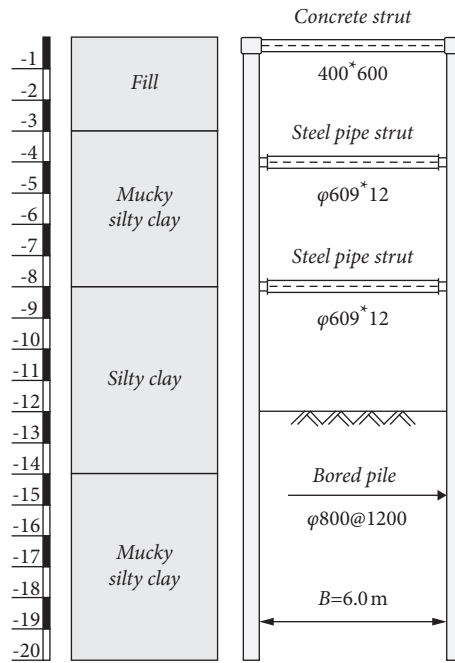 -1
-2
-3
-4
-5
-6
-7
-8
-9
-10
-11
-12
-13
-14
-15
-16
-17
-18
-19
-20
Fill
Mucky
silty clay
Silty clay
Mucky
silty clay
Concrete strut
400*600
Steel pipe strut
φ609*12
Steel pipe strut
φ609*12
Bored pile
φ800@1200
B=6.0 m